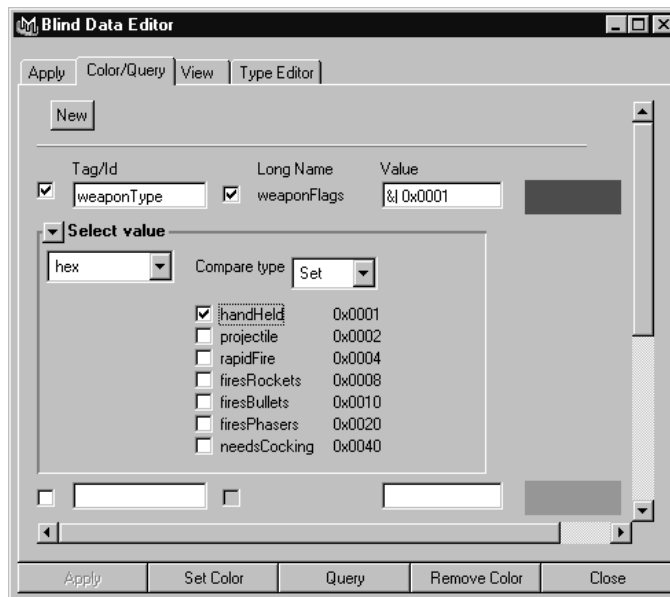 Blind Data Editor
Apply Color/Query View Type Editor
New
Tag/Id Long Name Value
weaponType weaponFlags &| 0x0001
Select value
hex Compare type Set
handHeld 0x0001
projectile 0x0002
rapidFire 0x0004
firesRockets 0x0008
firesBullets 0x0010
firesPhasers 0x0020
needsCocking 0x0040
Apply Set Color Query Remove Color Close